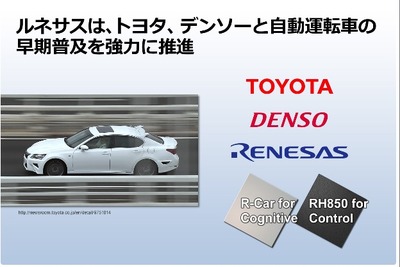 ルネサスは、トヨタ、デンソーと自動運転車の
早期普及を強力に推進
TOYOTA
DENSO
RENESAS
R-Car for
Cognitive
RH850 for
Control